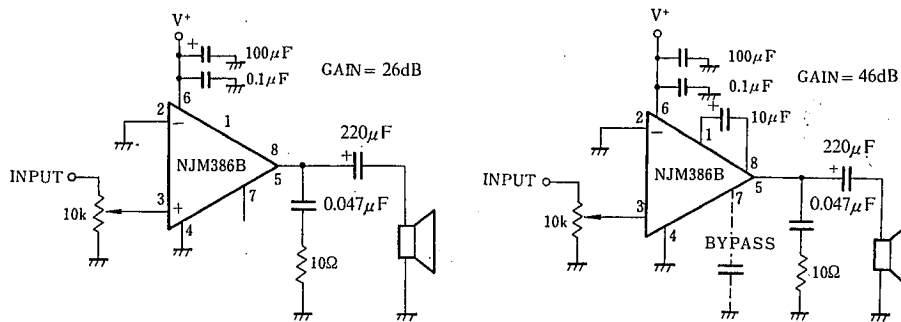 V+
+
100μF
0.1μF
GAIN=26dB
6
2
−
1
8
NJM386B
5
7
220μF
+
INPUT
10k
3
+
4
0.047μF
10Ω
V+
+
100μF
0.1μF
GAIN=46dB
6
+
10μF
2
−
1
8
NJM386B
5
7
220μF
+
0.047μF
INPUT
10k
3
+
4
BYPASS
10Ω